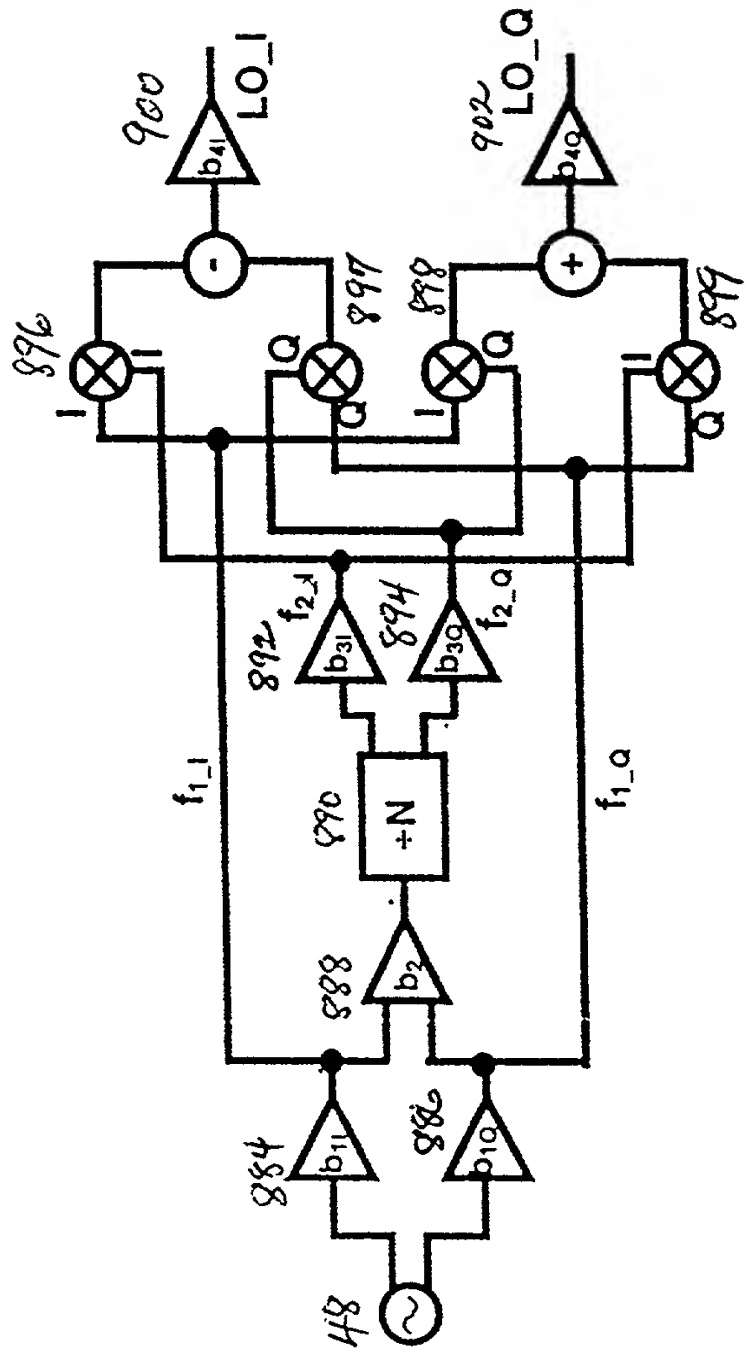 48
884
b1I
886
b1Q
888
b2
890
÷N
f1_I
f1_Q
892
b3I
f2_I
894
b3Q
f2_Q
896
I
I
897
Q
Q
898
I
Q
899
I
Q
-
+
900
b4I
LO_I
902
b4Q
LO_Q